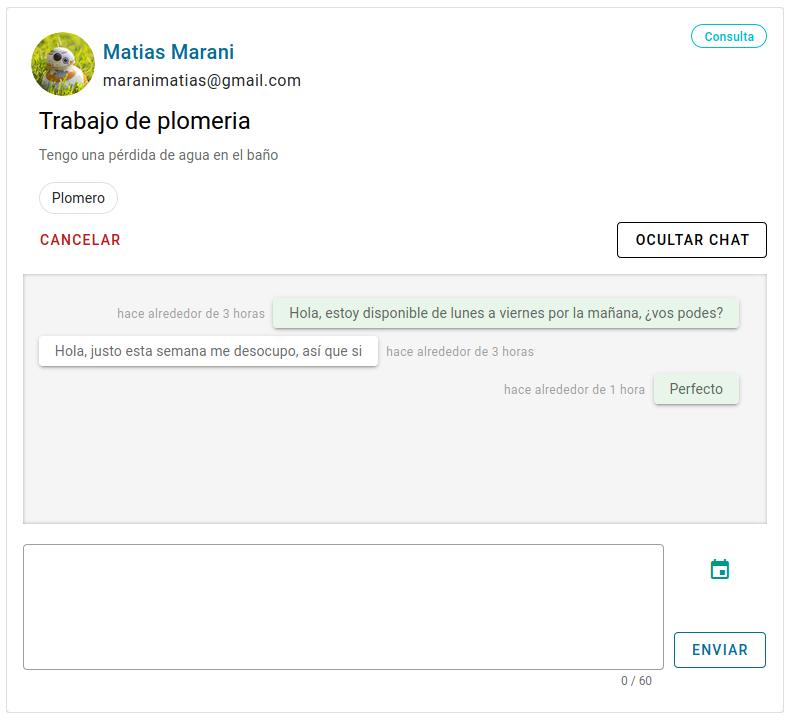 Consulta
Matias Marani
maranimatias@gmail.com
Trabajo de plomeria
Tengo una pérdida de agua en el baño
Plomero
CANCELAR
OCULTAR CHAT
hace alrededor de 3 horas Hola, estoy disponible de lunes a viernes por la mañana, ¿vos podes?
Hola, justo esta semana me desocupo, así que si hace alrededor de 3 horas
hace alrededor de 1 hora Perfecto
ENVIAR
0 / 60